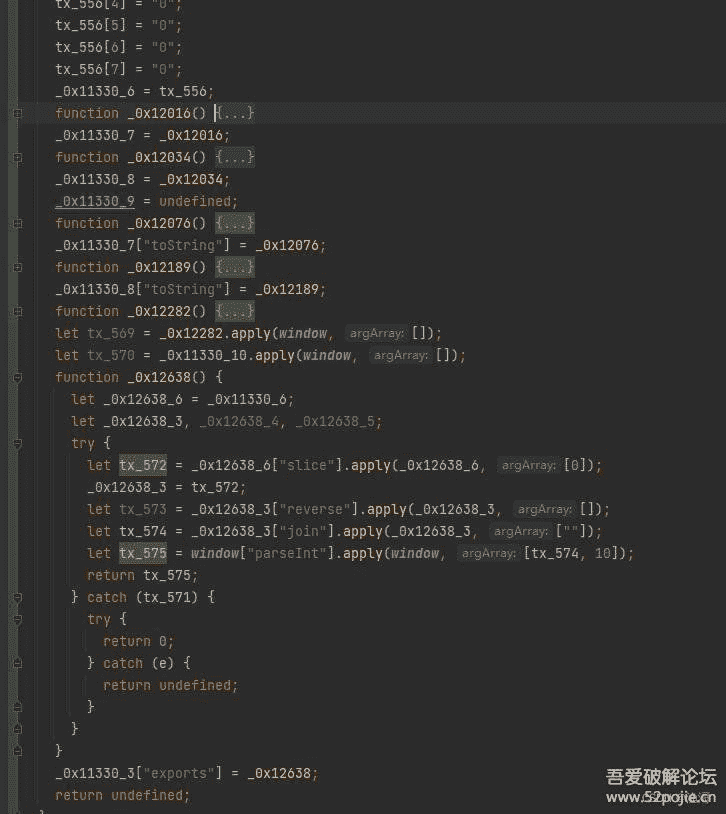 tx_556[4] = "0";
tx_556[5] = "0";
tx_556[6] = "0";
tx_556[7] = "0";
_0x11330_6 = tx_556;
function _0x12016() {...}
_0x11330_7 = _0x12016;
function _0x12034() {...}
_0x11330_8 = _0x12034;
_0x11330_9 = undefined;
function _0x12076() {...}
_0x11330_7["toString"] = _0x12076;
function _0x12189() {...}
_0x11330_8["toString"] = _0x12189;
function _0x12282() {...}
let tx_569 = _0x12282.apply(window, argArray: []);
let tx_570 = _0x11330_10.apply(window, argArray: []);
function _0x12638() {
let _0x12638_6 = _0x11330_6;
let _0x12638_3, _0x12638_4, _0x12638_5;
try {
let tx_572 = _0x12638_6["slice"].apply(_0x12638_6, argArray: [0]);
_0x12638_3 = tx_572;
let tx_573 = _0x12638_3["reverse"].apply(_0x12638_3, argArray: []);
let tx_574 = _0x12638_3["join"].apply(_0x12638_3, argArray: [""]);
let tx_575 = window["parseInt"].apply(window, argArray: [tx_574, 10]);
return tx_575;
} catch (tx_571) {
try {
return 0;
} catch (e) {
return undefined;
}
}
}
_0x11330_3["exports"] = _0x12638;
return undefined;
吾爱破解论坛
www.52pojie.cn